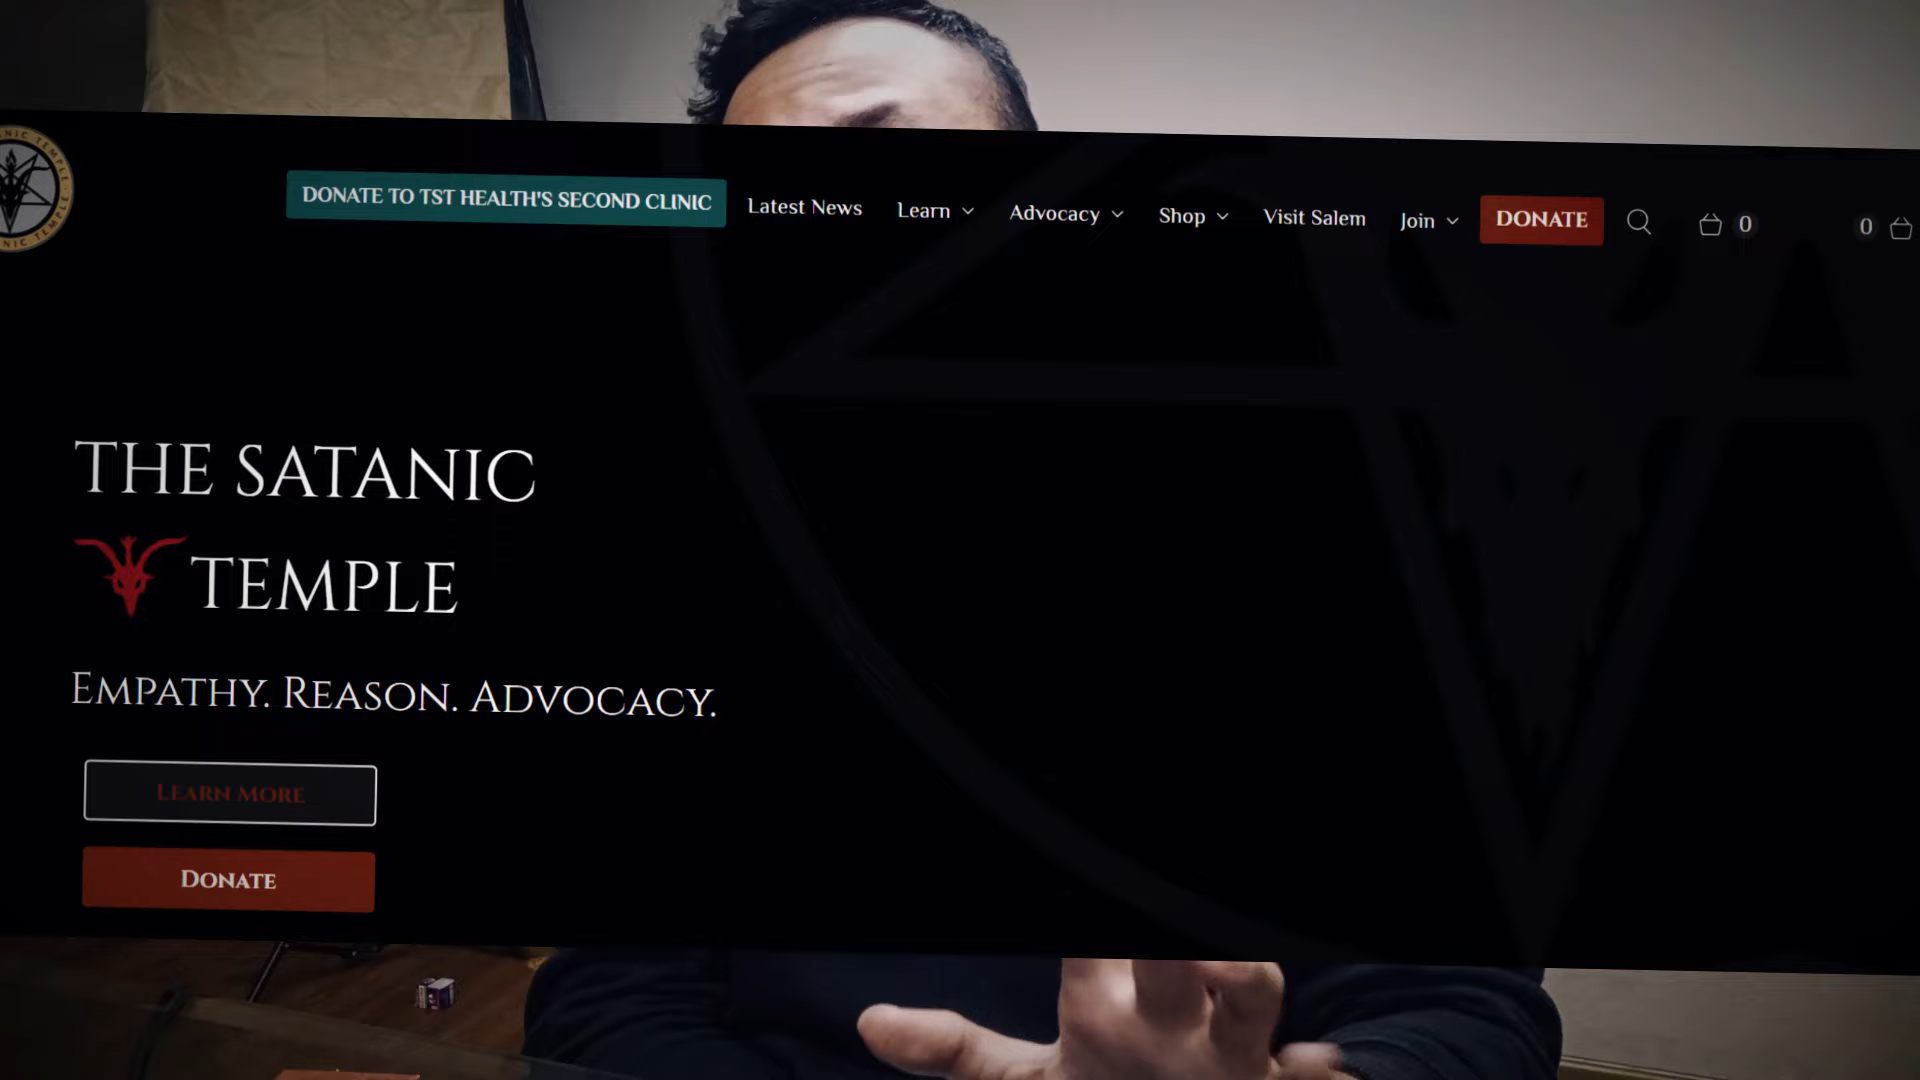 DONATE TO TST HEALTH'S SECOND CLINIC
Latest News
Learn
Advocacy
Shop
Visit Salem
Join
DONATE
0
0
THE SATANIC
TEMPLE
EMPATHY. REASON. ADVOCACY.
LEARN MORE
DONATE